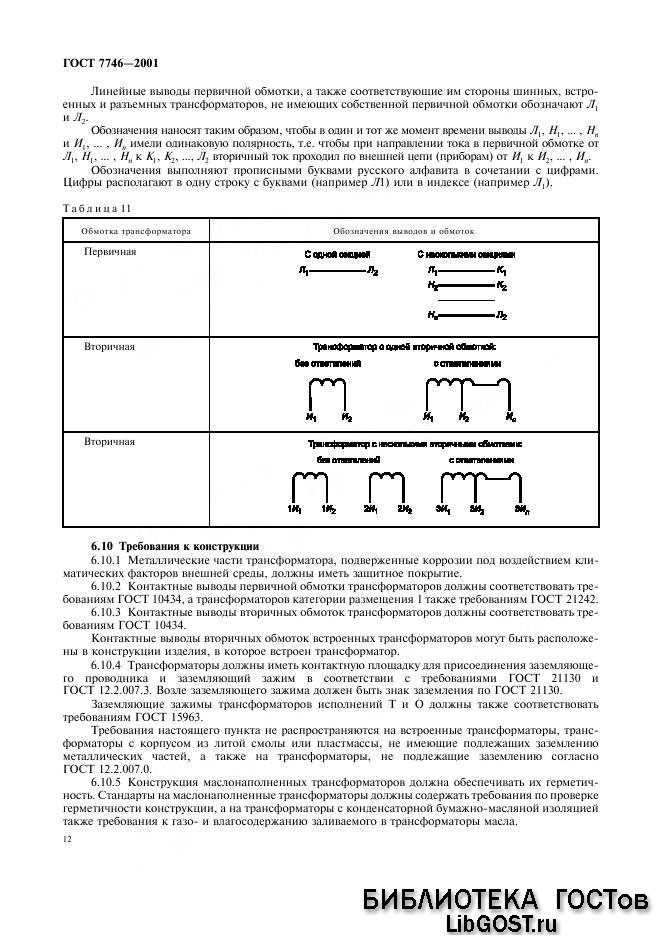 ГОСТ 7746—2001
Линейные выводы первичной обмотки, а также соответствующие им стороны шинных, встро-
енных и разъемных трансформаторов, не имеющих собственной первичной обмотки обозначают Л1
и Л2.
Обозначения наносят таким образом, чтобы в один и тот же момент времени выводы Л1, Н1, ... , Нn
и И1, ... , Иn имели одинаковую полярность, т.е. чтобы при направлении тока в первичной обмотке от
Л1, Н1, ... , Нn к К1, К2, ..., Л2 вторичный ток проходил по внешней цепи (приборам) от И1 к И2, ... , Иn.
Обозначения выполняют прописными буквами русского алфавита в сочетании с цифрами.
Цифры располагают в одну строку с буквами (например Л1) или в индексе (например Л1).
Таблица 11
Обмотка трансформатора Обозначения выводов и обмоток
Первичная
С одной секцией С несколькими секциями
Л1 Л2 Л1 К1
Н2 К2
Нn Л2
Вторичная
Трансформатор с одной вторичной обмоткой:
без ответвлений с ответвлениями
И1 И2 И1 И2 Иn
Вторичная
Трансформатор с несколькими вторичными обмотками:
без ответвлений с ответвлениями
1И1 1И2 2И1 2И2 3И1 3И2 3Иn
6.10 Требования к конструкции
6.10.1 Металлические части трансформатора, подверженные коррозии под воздействием кли-
матических факторов внешней среды, должны иметь защитное покрытие.
6.10.2 Контактные выводы первичной обмотки трансформаторов должны соответствовать тре-
бованиям ГОСТ 10434, а трансформаторов категории размещения 1 также требованиям ГОСТ 21242.
6.10.3 Контактные выводы вторичных обмоток трансформаторов должны соответствовать тре-
бованиям ГОСТ 10434.
Контактные выводы вторичных обмоток встроенных трансформаторов могут быть расположе-
ны в конструкции изделия, в которое встроен трансформатор.
6.10.4 Трансформаторы должны иметь контактную площадку для присоединения заземляюще-
го проводника и заземляющий зажим в соответствии с требованиями ГОСТ 21130 и
ГОСТ 12.2.007.3. Возле заземляющего зажима должен быть знак заземления по ГОСТ 21130.
Заземляющие зажимы трансформаторов исполнений Т и О должны также соответствовать
требованиям ГОСТ 15963.
Требования настоящего пункта не распространяются на встроенные трансформаторы, транс-
форматоры с корпусом из литой смолы или пластмассы, не имеющие подлежащих заземлению
металлических частей, а также на трансформаторы, не подлежащие заземлению согласно
ГОСТ 12.2.007.0.
6.10.5 Конструкция маслонаполненных трансформаторов должна обеспечивать их герметич-
ность. Стандарты на маслонаполненные трансформаторы должны содержать требования по проверке
герметичности конструкции, а на трансформаторы с конденсаторной бумажно-масляной изоляцией
также требования к газо- и влагосодержанию заливаемого в трансформаторы масла.
12
БИБЛИОТЕКА ГОСТов
LibGOST.ru